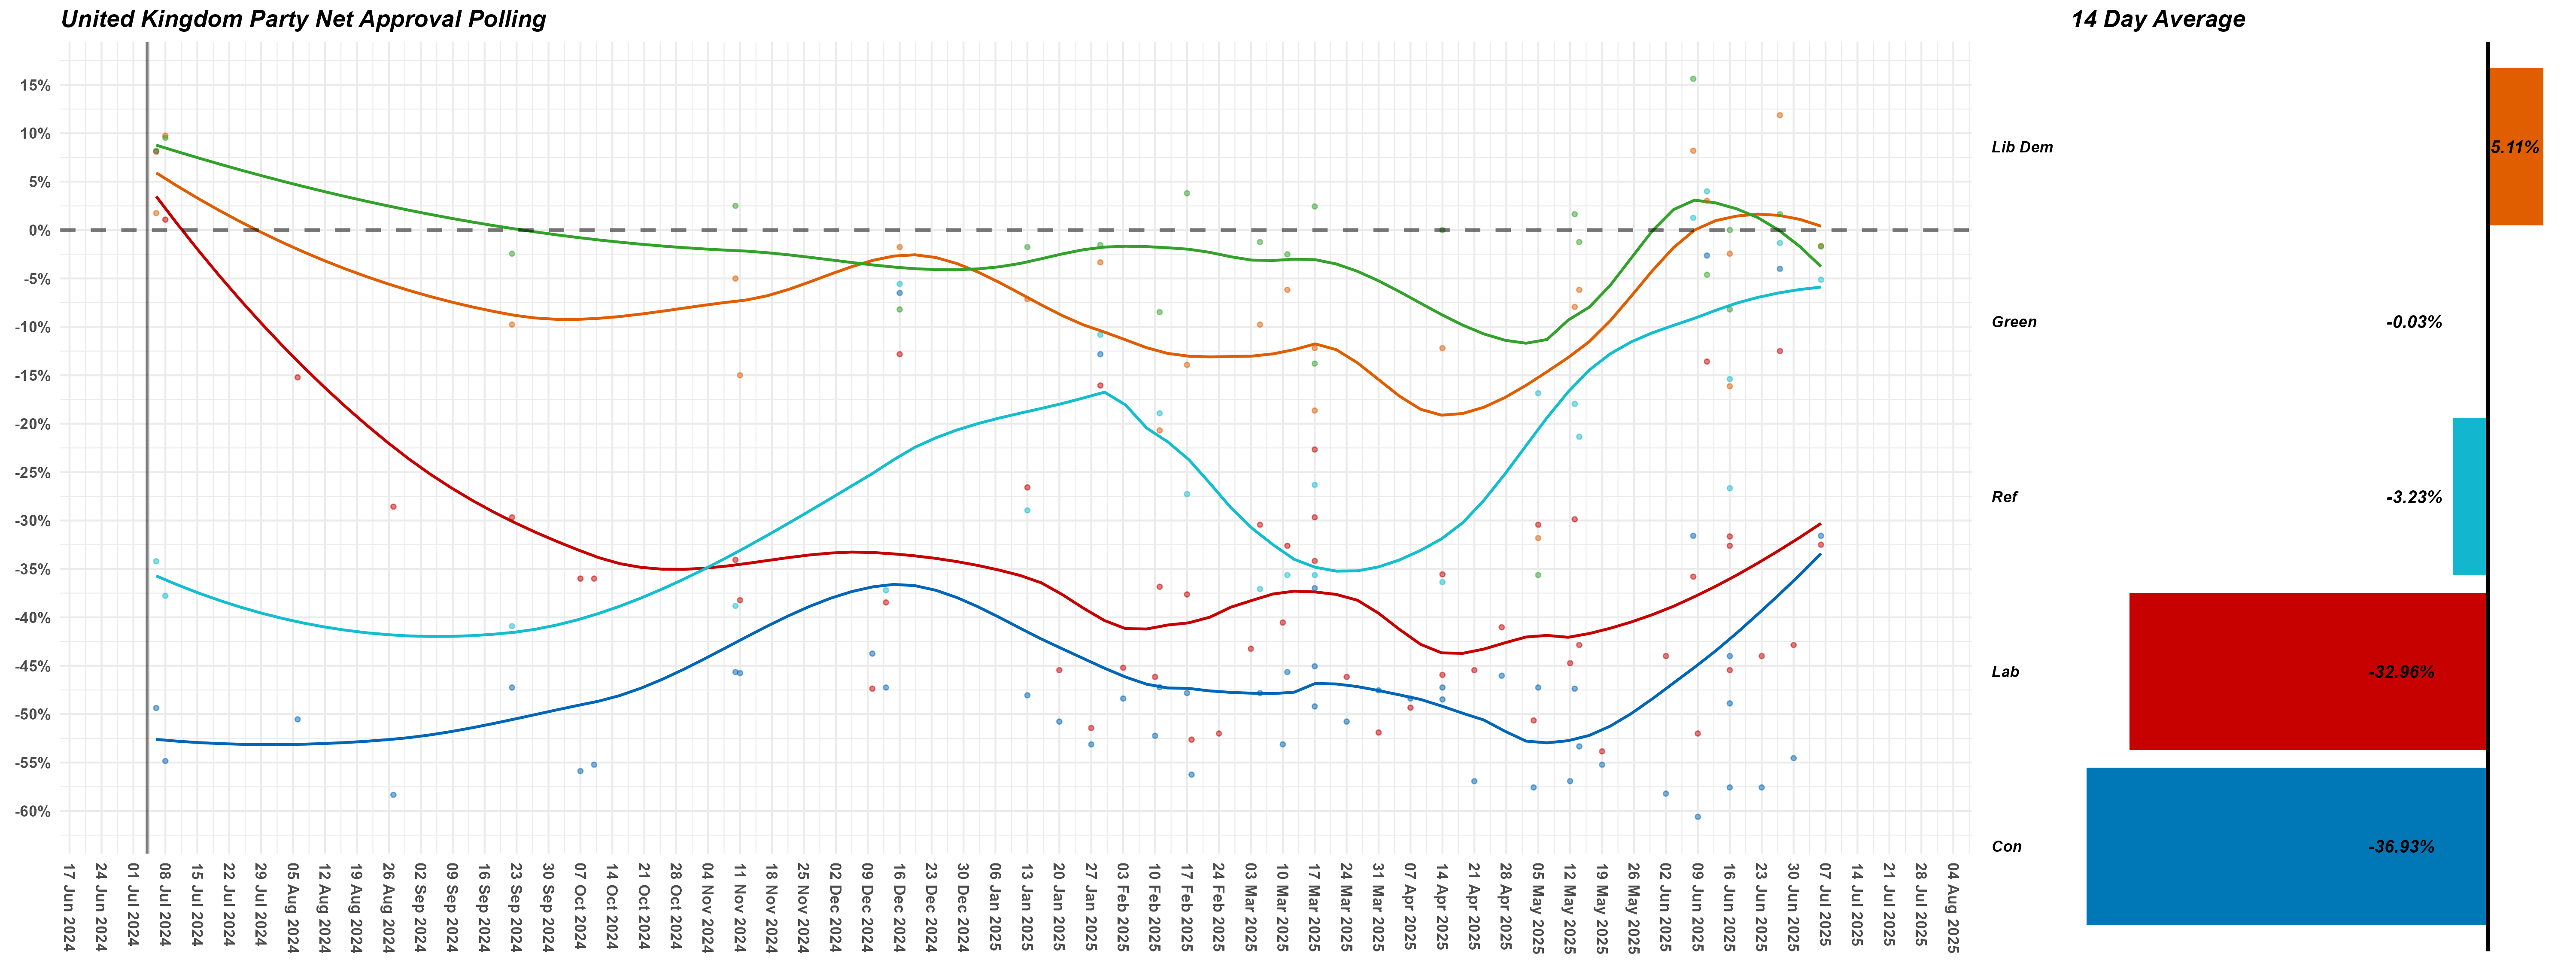 United Kingdom Party Net Approval Polling
15%
10%
5%
0%
-5%
-10%
-15%
-20%
-25%
-30%
-35%
-40%
-45%
-50%
-55%
-60%
17 Jun 2024
24 Jun 2024
01 Jul 2024
08 Jul 2024
15 Jul 2024
22 Jul 2024
29 Jul 2024
05 Aug 2024
12 Aug 2024
19 Aug 2024
26 Aug 2024
02 Sep 2024
09 Sep 2024
16 Sep 2024
23 Sep 2024
30 Sep 2024
07 Oct 2024
14 Oct 2024
21 Oct 2024
28 Oct 2024
04 Nov 2024
11 Nov 2024
18 Nov 2024
25 Nov 2024
02 Dec 2024
09 Dec 2024
16 Dec 2024
23 Dec 2024
30 Dec 2024
06 Jan 2025
13 Jan 2025
20 Jan 2025
27 Jan 2025
03 Feb 2025
10 Feb 2025
17 Feb 2025
24 Feb 2025
03 Mar 2025
10 Mar 2025
17 Mar 2025
24 Mar 2025
31 Mar 2025
07 Apr 2025
14 Apr 2025
21 Apr 2025
28 Apr 2025
05 May 2025
12 May 2025
19 May 2025
26 May 2025
02 Jun 2025
09 Jun 2025
16 Jun 2025
23 Jun 2025
30 Jun 2025
07 Jul 2025
14 Jul 2025
21 Jul 2025
28 Jul 2025
04 Aug 2025
14 Day Average
Lib Dem 5.11%
Green -0.03%
Ref -3.23%
Lab -32.96%
Con -36.93%